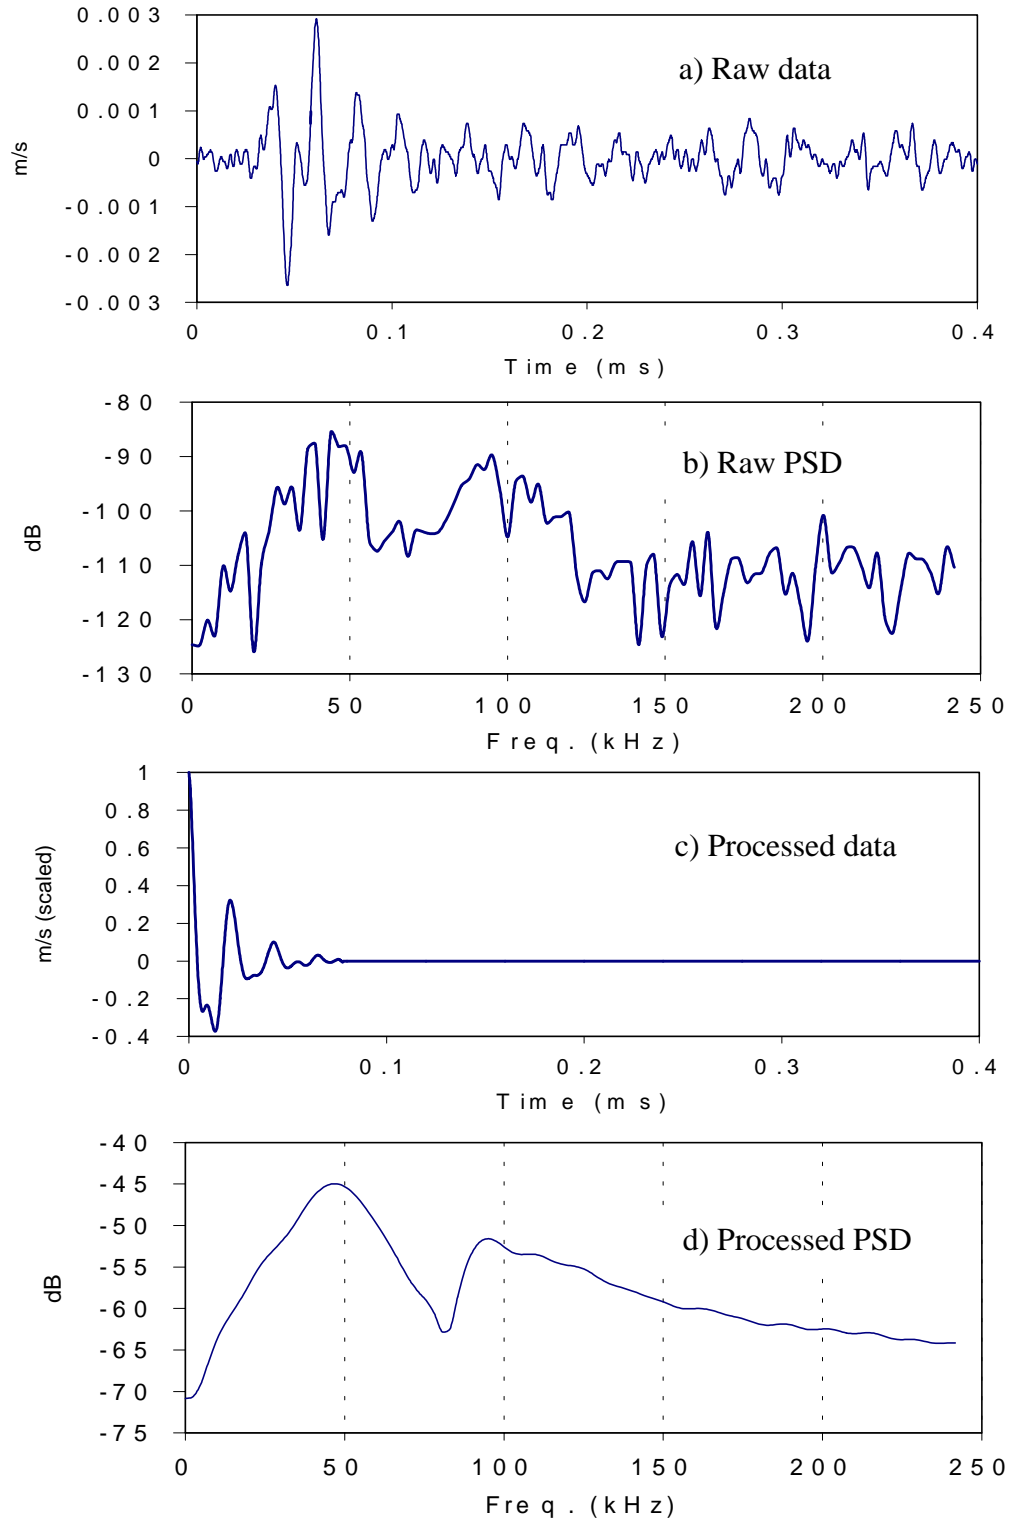 0.003
0.002
0.001
0
-0.001
-0.002
-0.003
m/s
a) Raw data
0 0.1 0.2 0.3 0.4
Time (ms)
-80
-90
-100
-110
-120
-130
dB
b) Raw PSD
0 50 100 150 200 250
Freq. (kHz)
1
0.8
0.6
0.4
0.2
0
-0.2
-0.4
m/s (scaled)
c) Processed data
0 0.1 0.2 0.3 0.4
Time (ms)
-40
-45
-50
-55
-60
-65
-70
-75
dB
d) Processed PSD
0 50 100 150 200 250
Freq. (kHz)